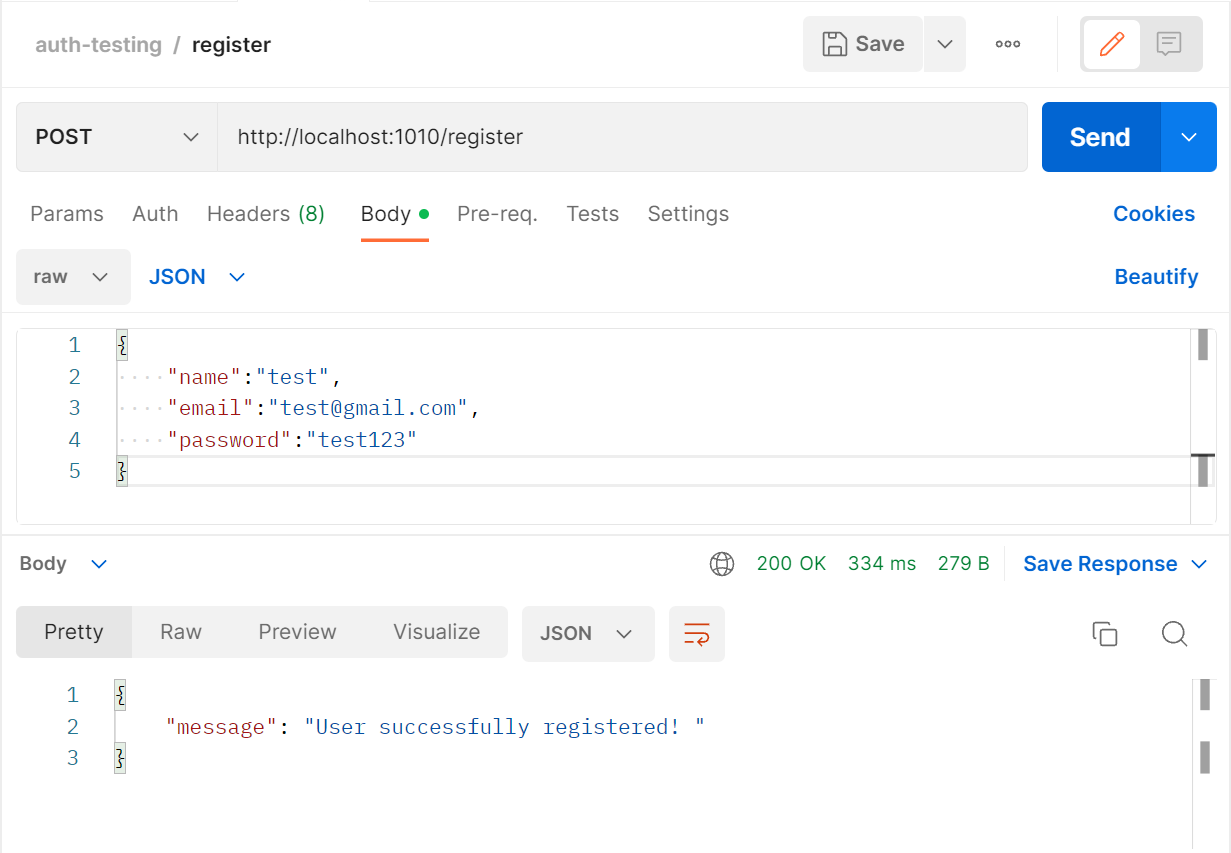 auth-testing / register
Save
POST
http://localhost:1010/register
Send
Params Auth Headers (8) Body Pre-req. Tests Settings Cookies
raw JSON Beautify
1 {
2 "name":"test",
3 "email":"test@gmail.com",
4 "password":"test123"
5 }
Body 200 OK 334 ms 279 B Save Response
Pretty Raw Preview Visualize JSON
1 {
2 "message": "User successfully registered! "
3 }